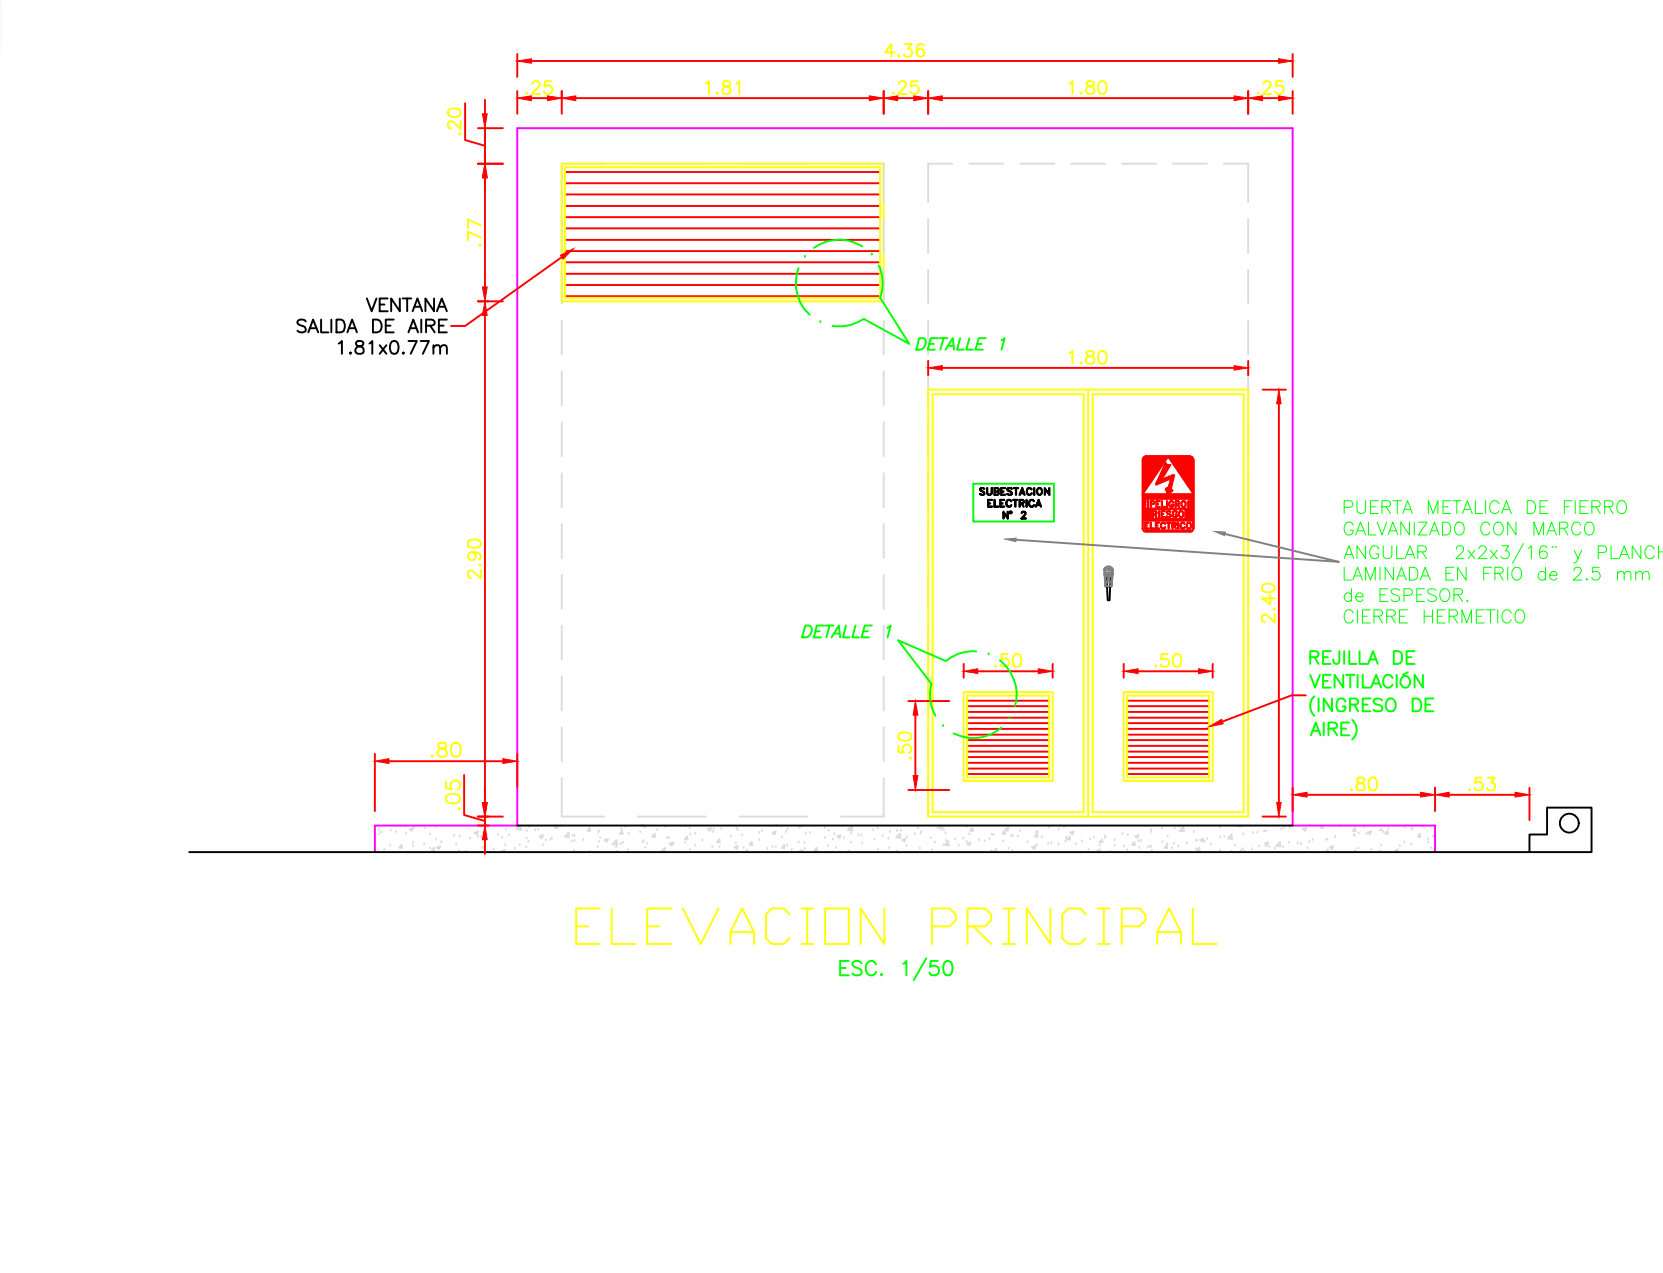 4.36
.25
1.81
.25
1.80
.25
.20
.77
VENTANA
SALIDA DE AIRE
1.81x0.77m
DETALLE 1
1.80
SUBESTACION
ELECTRICA
N° 2
¡PELIGRO!
RIESGO
ELECTRICO
PUERTA METALICA DE FIERRO
GALVANIZADO CON MARCO
ANGULAR 2x2x3/16¨ y PLANCH
LAMINADA EN FRIO de 2.5 mm
de ESPESOR.
CIERRE HERMETICO
2.90
2.40
DETALLE 1
.50
.50
REJILLA DE
VENTILACIÓN
(INGRESO DE
AIRE)
.50
.80
.05
.80
.53
ELEVACION PRINCIPAL
ESC. 1/50